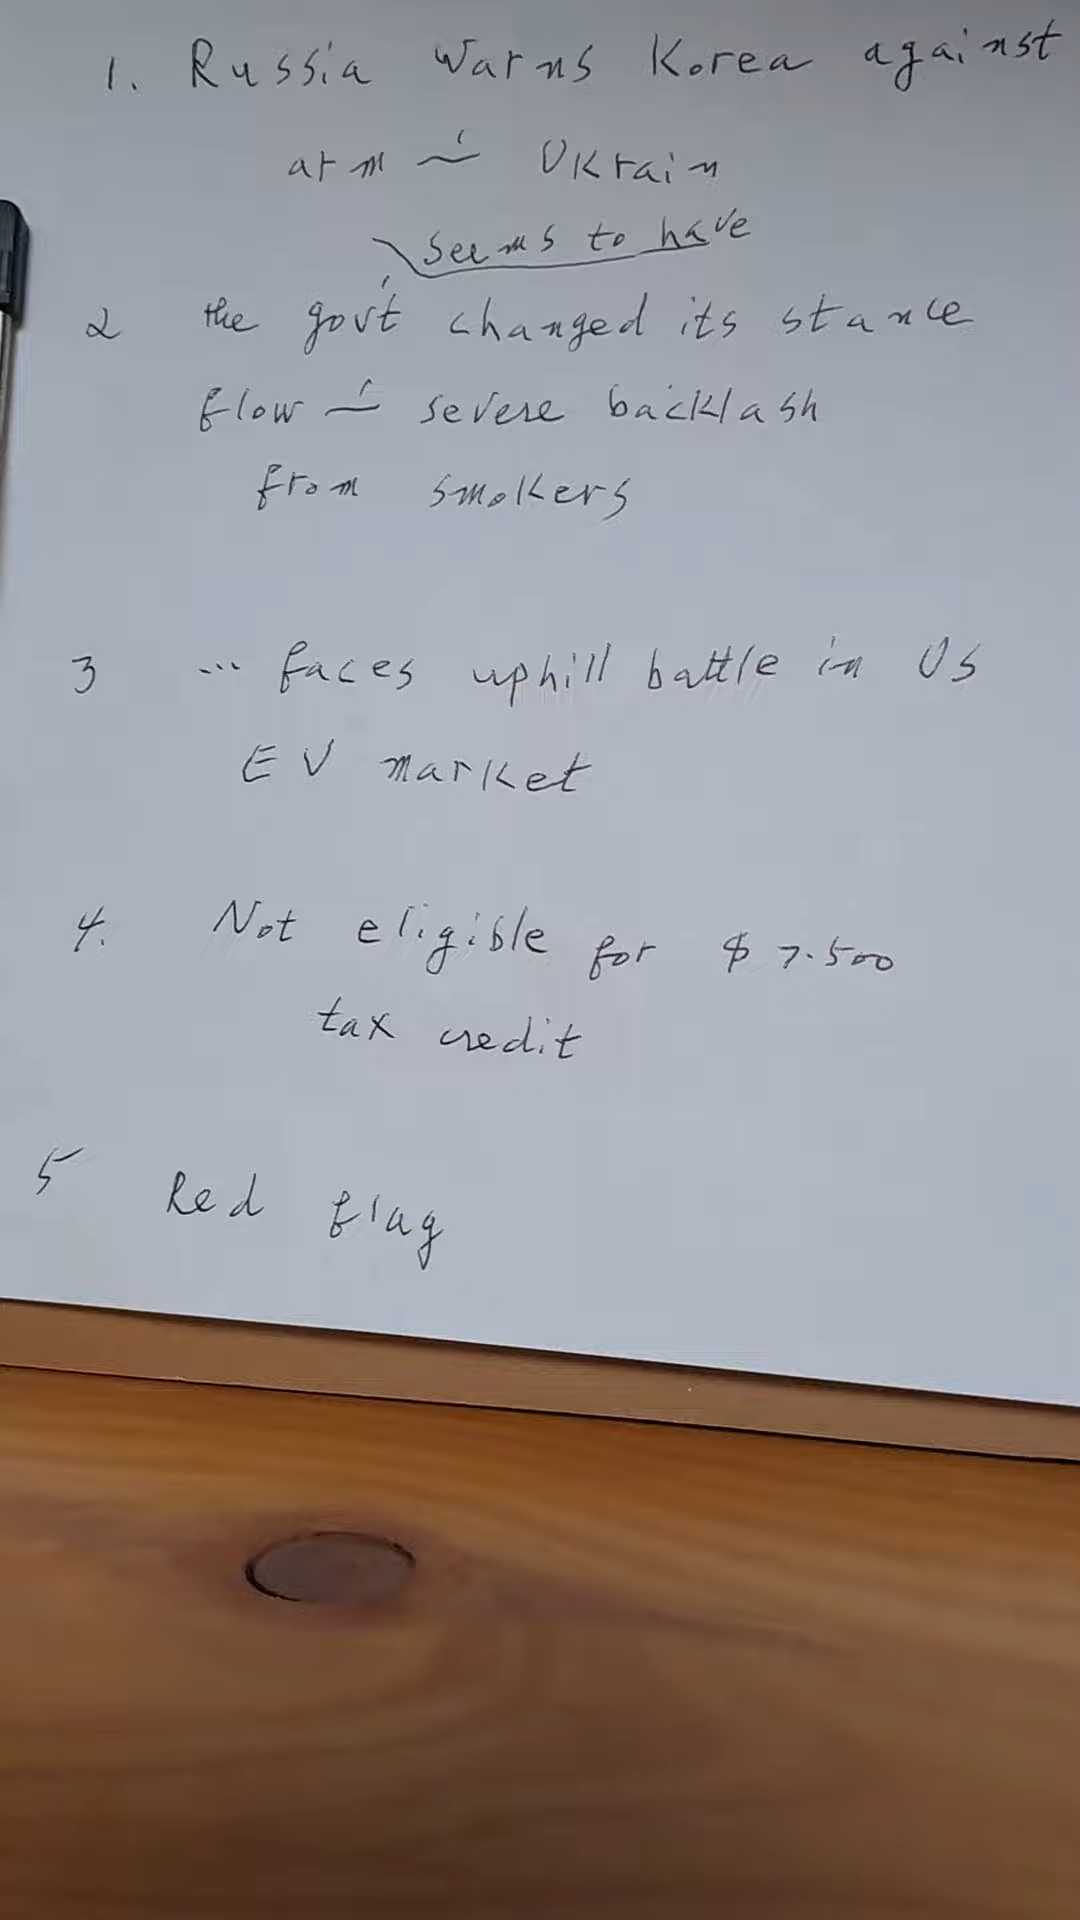 1. Russia warns Korea against
arm ∸ Ukrain
seems to have
2 the gov't changed its stance
flow ∸ severe backlash
from smokers
3 ... faces uphill battle in US
EV market
4. Not eligible for $ 7.500
tax credit
5 Red flag